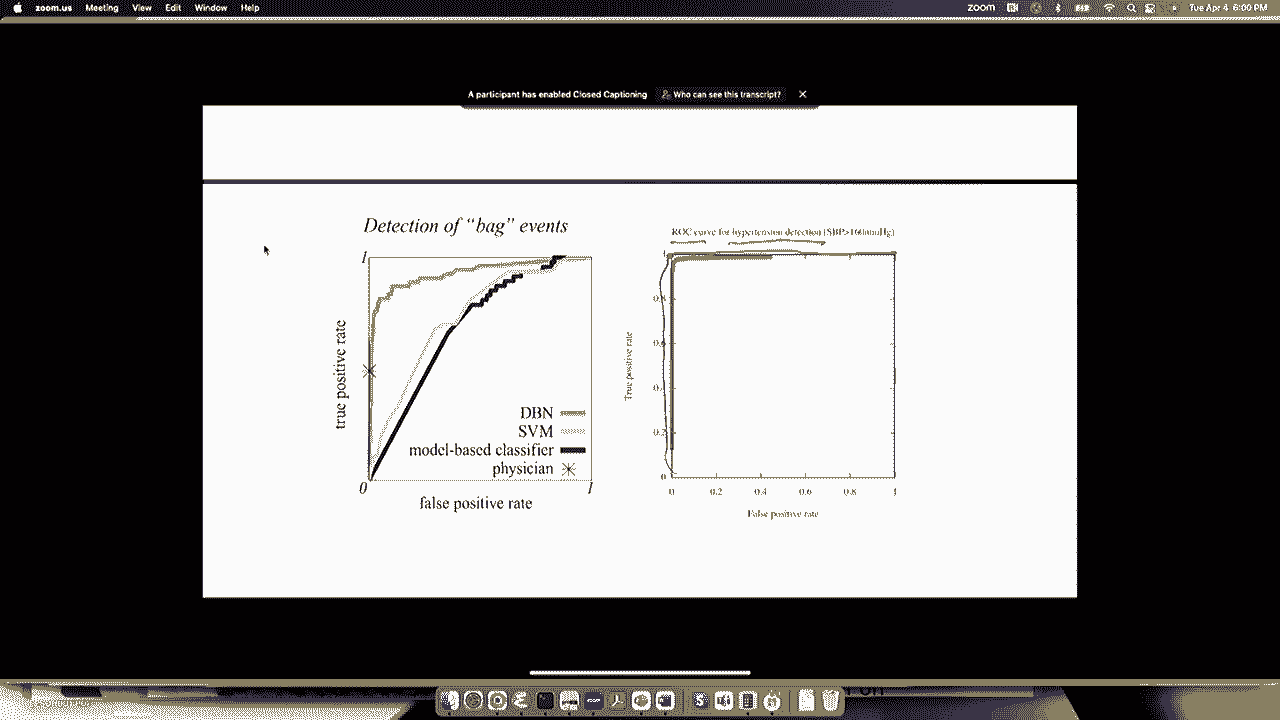 zoom.us Meeting View Edit Window Help
zoom Tue Apr 4 6:00 PM
A participant has enabled Closed Captioning Who can see this transcript?
Detection of “bag” events
1
true positive rate
DBN
SVM
model-based classifier
physician
0 1
false positive rate
ROC curve for hypertension detection (SBP>160mmHg)
1
0.8
0.6
0.4
0.2
0
True positive rate
0 0.2 0.4 0.6 0.8 1
False positive rate